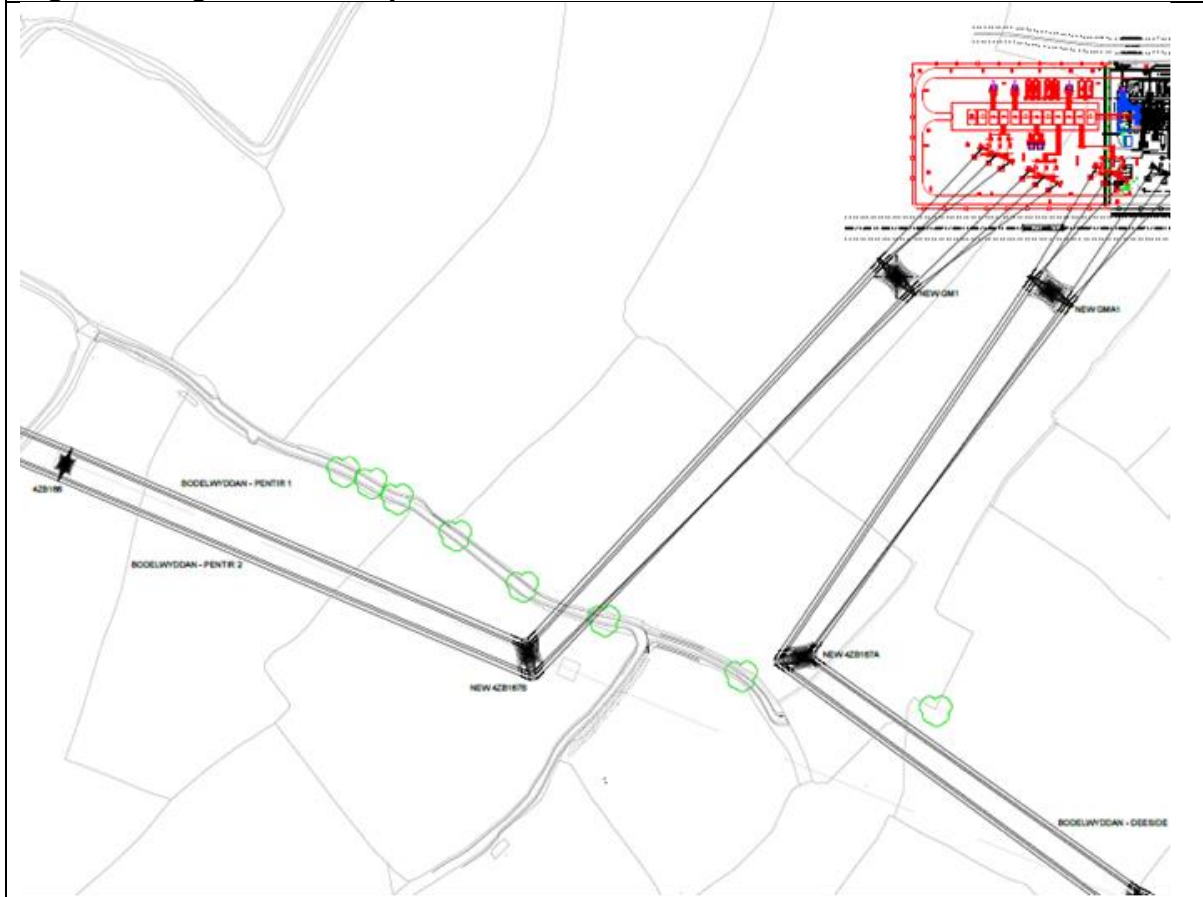 NEW GM1
NEW GMA1
4ZB166
BODELWYDDAN - PENTIR 1
BODELWYDDAN - PENTIR 2
NEW 4ZB167B
NEW 4ZB167A
BODELWYDDAN - DEESIDE